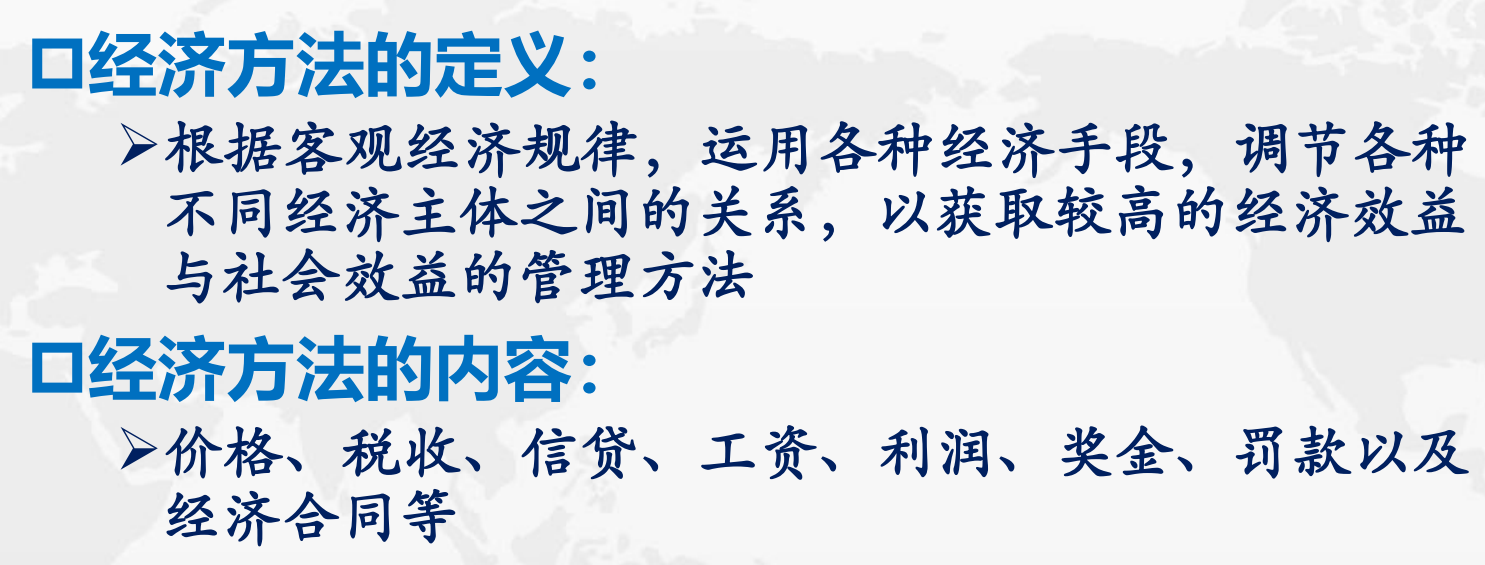 经济方法的定义：
根据客观经济规律，运用各种经济手段，调节各种
不同经济主体之间的关系，以获取较高的经济效益
与社会效益的管理方法
经济方法的内容：
价格、税收、信贷、工资、利润、奖金、罚款以及
经济合同等